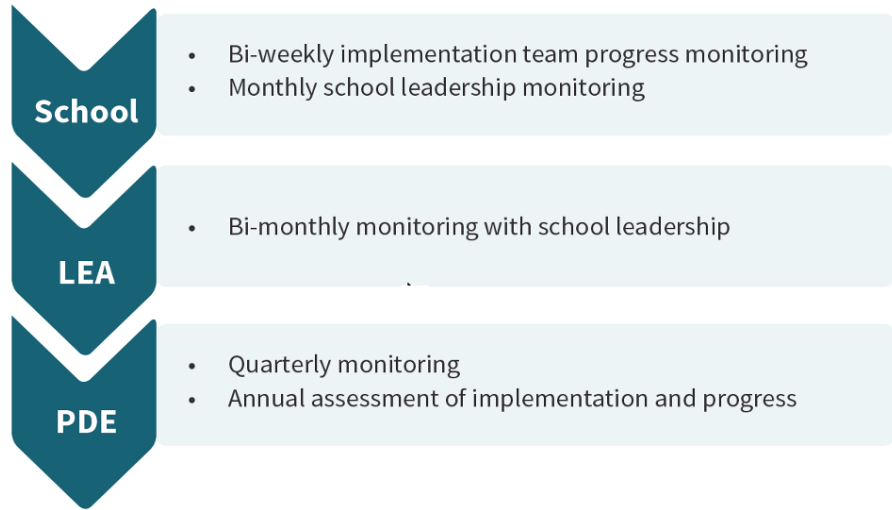 School
• Bi-weekly implementation team progress monitoring
• Monthly school leadership monitoring
LEA
• Bi-monthly monitoring with school leadership
PDE
• Quarterly monitoring
• Annual assessment of implementation and progress